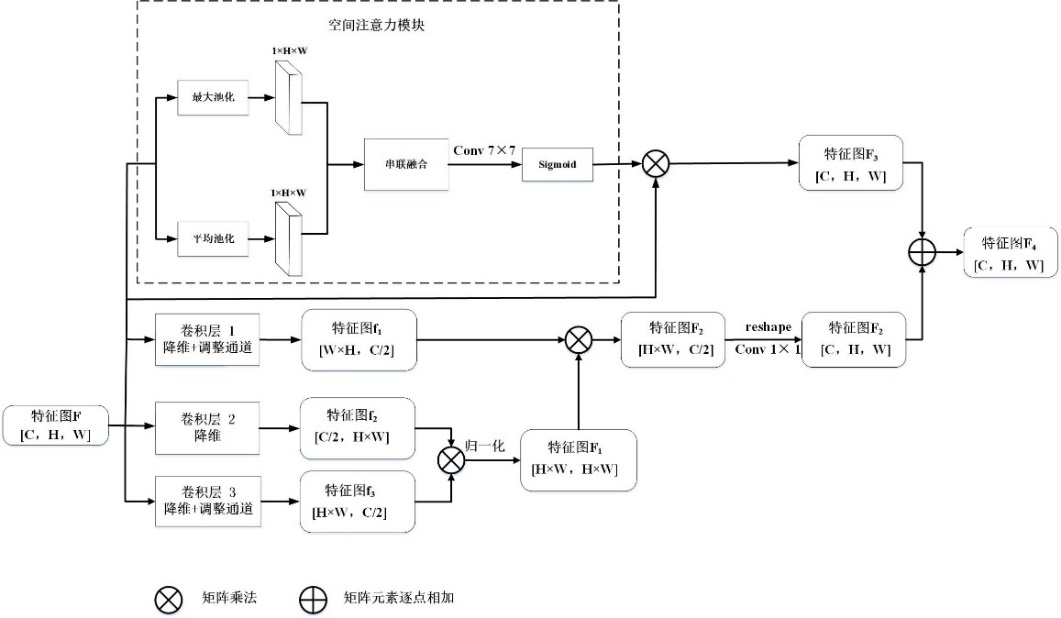 空间注意力模块
1×H×W
最大池化
串联融合
Conv 7×7
Sigmoid
特征图F₃
[C，H，W]
1×H×W
平均池化
特征图F₄
[C，H，W]
卷积层 1
降维+调整通道
特征图f₁
[W×H，C/2]
特征图F₂
[H×W，C/2]
reshape
Conv 1× 1
特征图F₂
[C，H，W]
特征图F
[C，H，W]
卷积层 2
降维
特征图f₂
[C/2，H×W]
归一化
特征图F₁
[H×W，H×W]
卷积层 3
降维+调整通道
特征图f₃
[H×W，C/2]
矩阵乘法
矩阵元素逐点相加